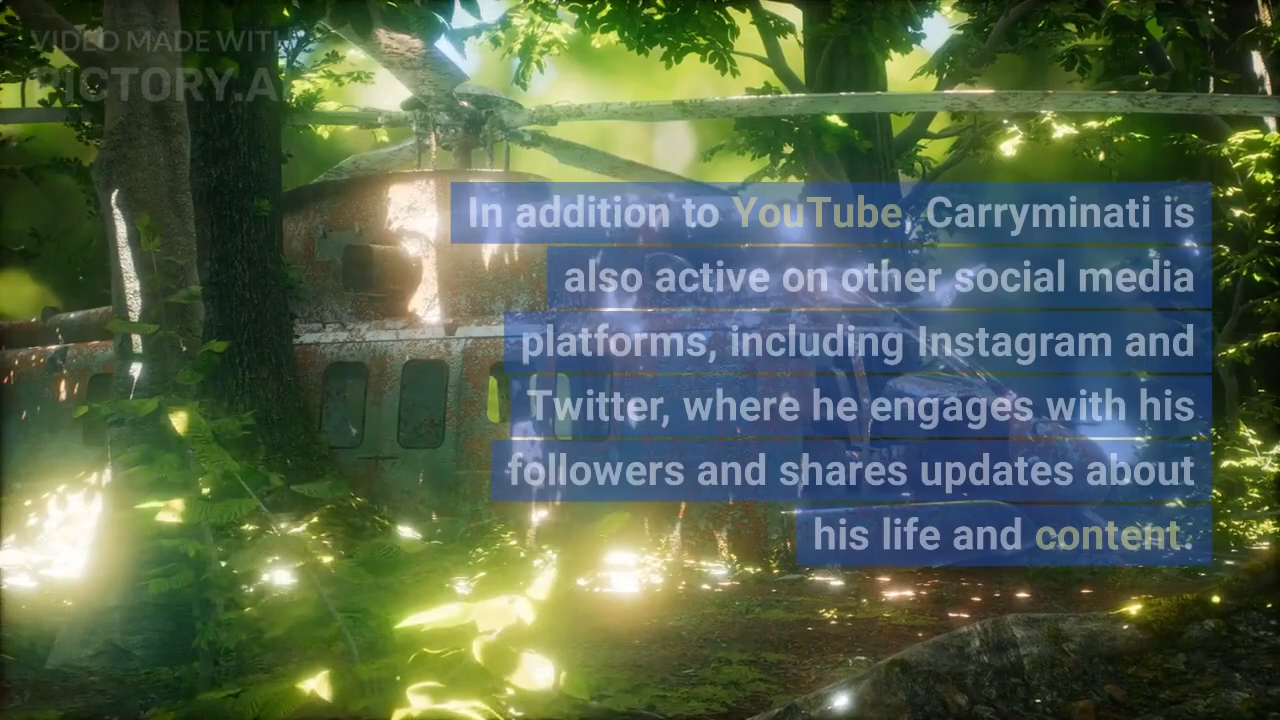 VIDEO MADE WITH
PICTORY.AI
In addition to YouTube, Carryminati is
also active on other social media
platforms, including Instagram and
Twitter, where he engages with his
followers and shares updates about
his life and content.